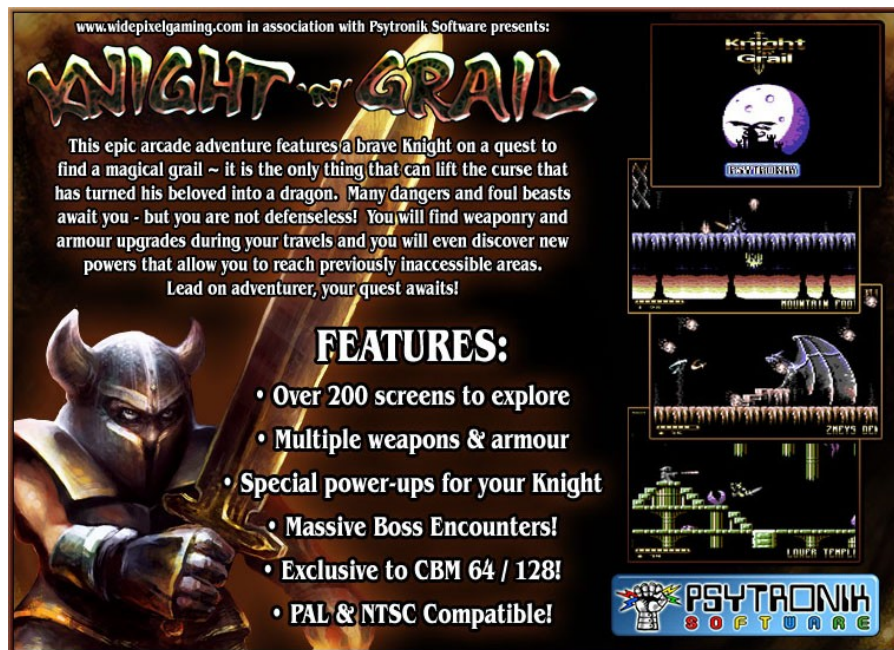 www.widepixelgaming.com in association with Psytronik Software presents:
KNIGHT 'N' GRAIL
This epic arcade adventure features a brave Knight on a quest to
find a magical grail ~ it is the only thing that can lift the curse that
has turned his beloved into a dragon. Many dangers and foul beasts
await you - but you are not defenseless! You will find weaponry and
armour upgrades during your travels and you will even discover new
powers that allow you to reach previously inaccessible areas.
Lead on adventurer, your quest awaits!
FEATURES:
• Over 200 screens to explore
• Multiple weapons & armour
• Special power-ups for your Knight
• Massive Boss Encounters!
• Exclusive to CBM 64 / 128!
• PAL & NTSC Compatible!
Knight
Grail
PSYTRONIK
MOUNTAIN FOO
ZMEYS DEN
LOWER TEMPL
PSYTRONIK
SOFTWARE